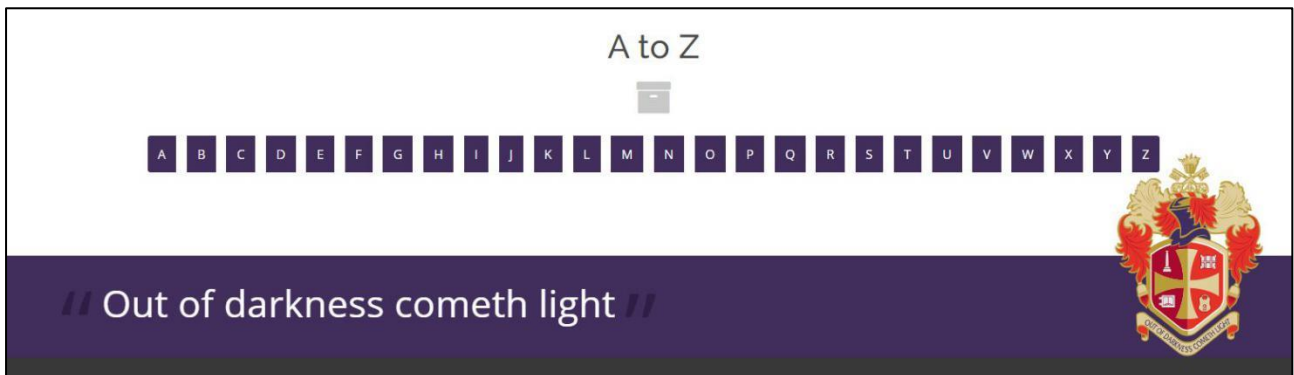 A to Z
A B C D E F G H I J K L M N O P Q R S T U V W X Y Z
" Out of darkness cometh light "
OUT OF DARKNESS COMETH LIGHT